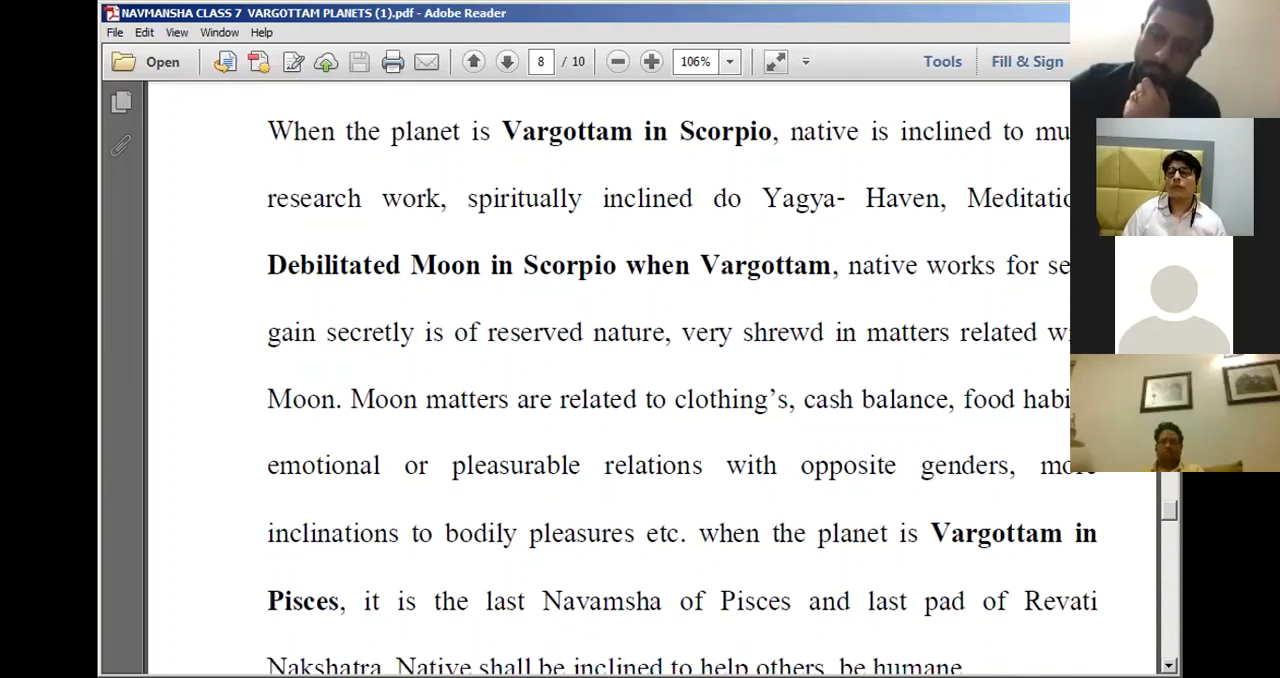 NAVMANSHA CLASS 7 VARGOTTAM PLANETS (1).pdf - Adobe Reader
File Edit View Window Help
Open 8 / 10 106% Tools Fill & Sign
When the planet is Vargottam in Scorpio, native is inclined to
research work, spiritually inclined do Yagya- Haven,
Debilitated Moon in Scorpio when Vargottam, native works for
gain secretly is of reserved nature, very shrewd in matters related
Moon. Moon matters are related to clothing's, cash balance, food
emotional or pleasurable relations with opposite genders, more
inclinations to bodily pleasures etc. when the planet is Vargottam in
Pisces, it is the last Navamsha of Pisces and last pad of Revati
Nakshatra. Native shall be inclined to help others, be humane